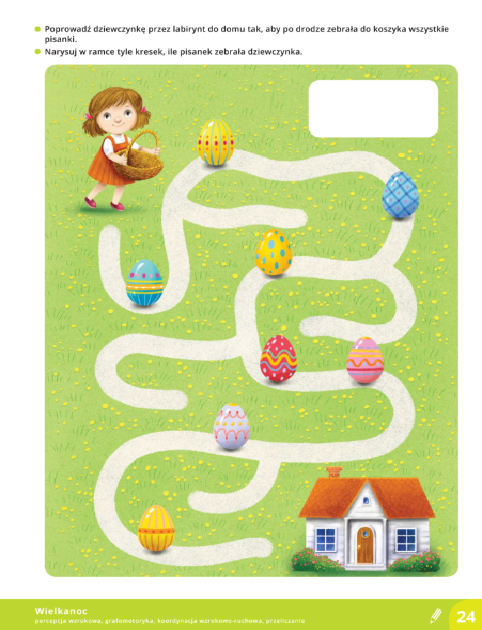 Poprowadź dziewczynkę przez labirynt do domu tak, aby po drodze zebrała do koszyka wszystkie
pisanki.
Narysuj w ramce tyle kresek, ile pisanek zebrała dziewczynka.
Wielkanoc
percepcja wzrokowa, grafomotoryka, koordynacja wzrokowo-ruchowa, przeliczanie
24